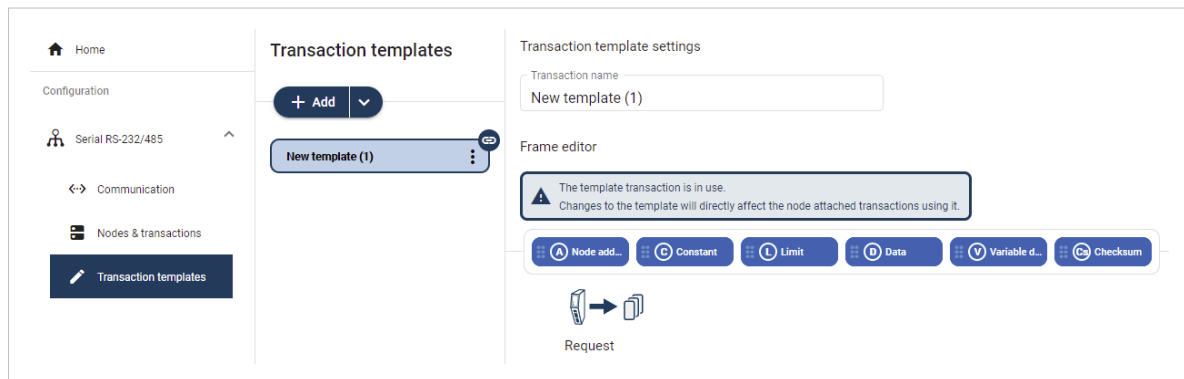 Home
Configuration
Serial RS-232/485
Communication
Nodes & transactions
Transaction templates
Transaction templates
+ Add
New template (1)
Transaction template settings
Transaction name
New template (1)
Frame editor
The template transaction is in use.
Changes to the template will directly affect the node attached transactions using it.
A Node add...
C Constant
L Limit
D Data
V Variable d...
Cs Checksum
Request